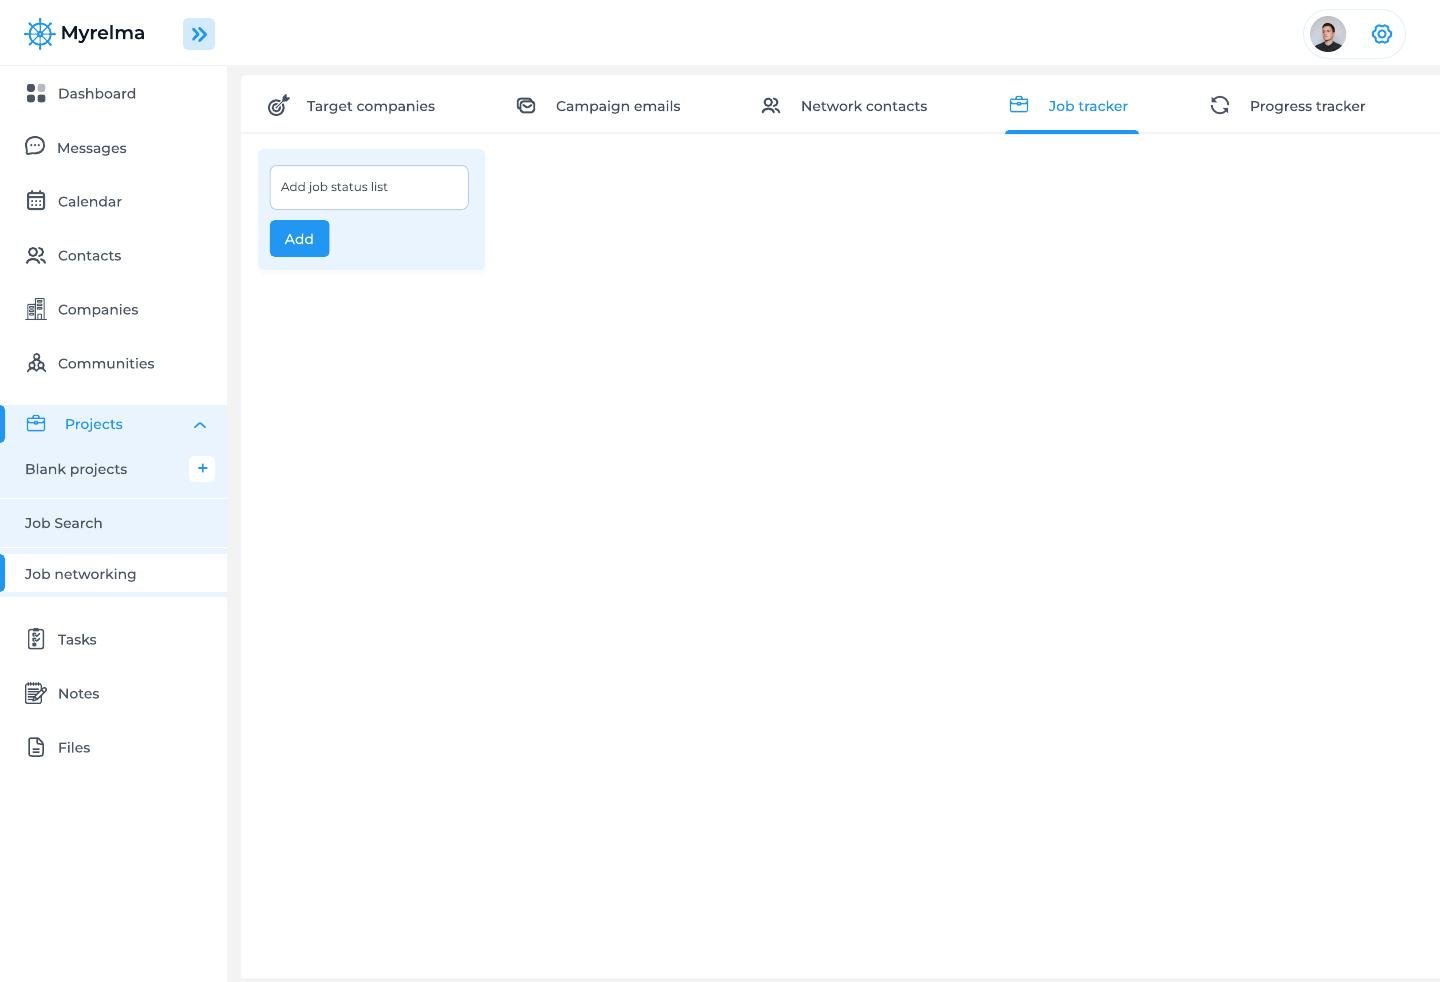 Myrelma
Dashboard
Messages
Calendar
Contacts
Companies
Communities
Projects
Blank projects
+
Job Search
Job networking
Tasks
Notes
Files
Target companies
Campaign emails
Network contacts
Job tracker
Progress tracker
Add job status list
Add